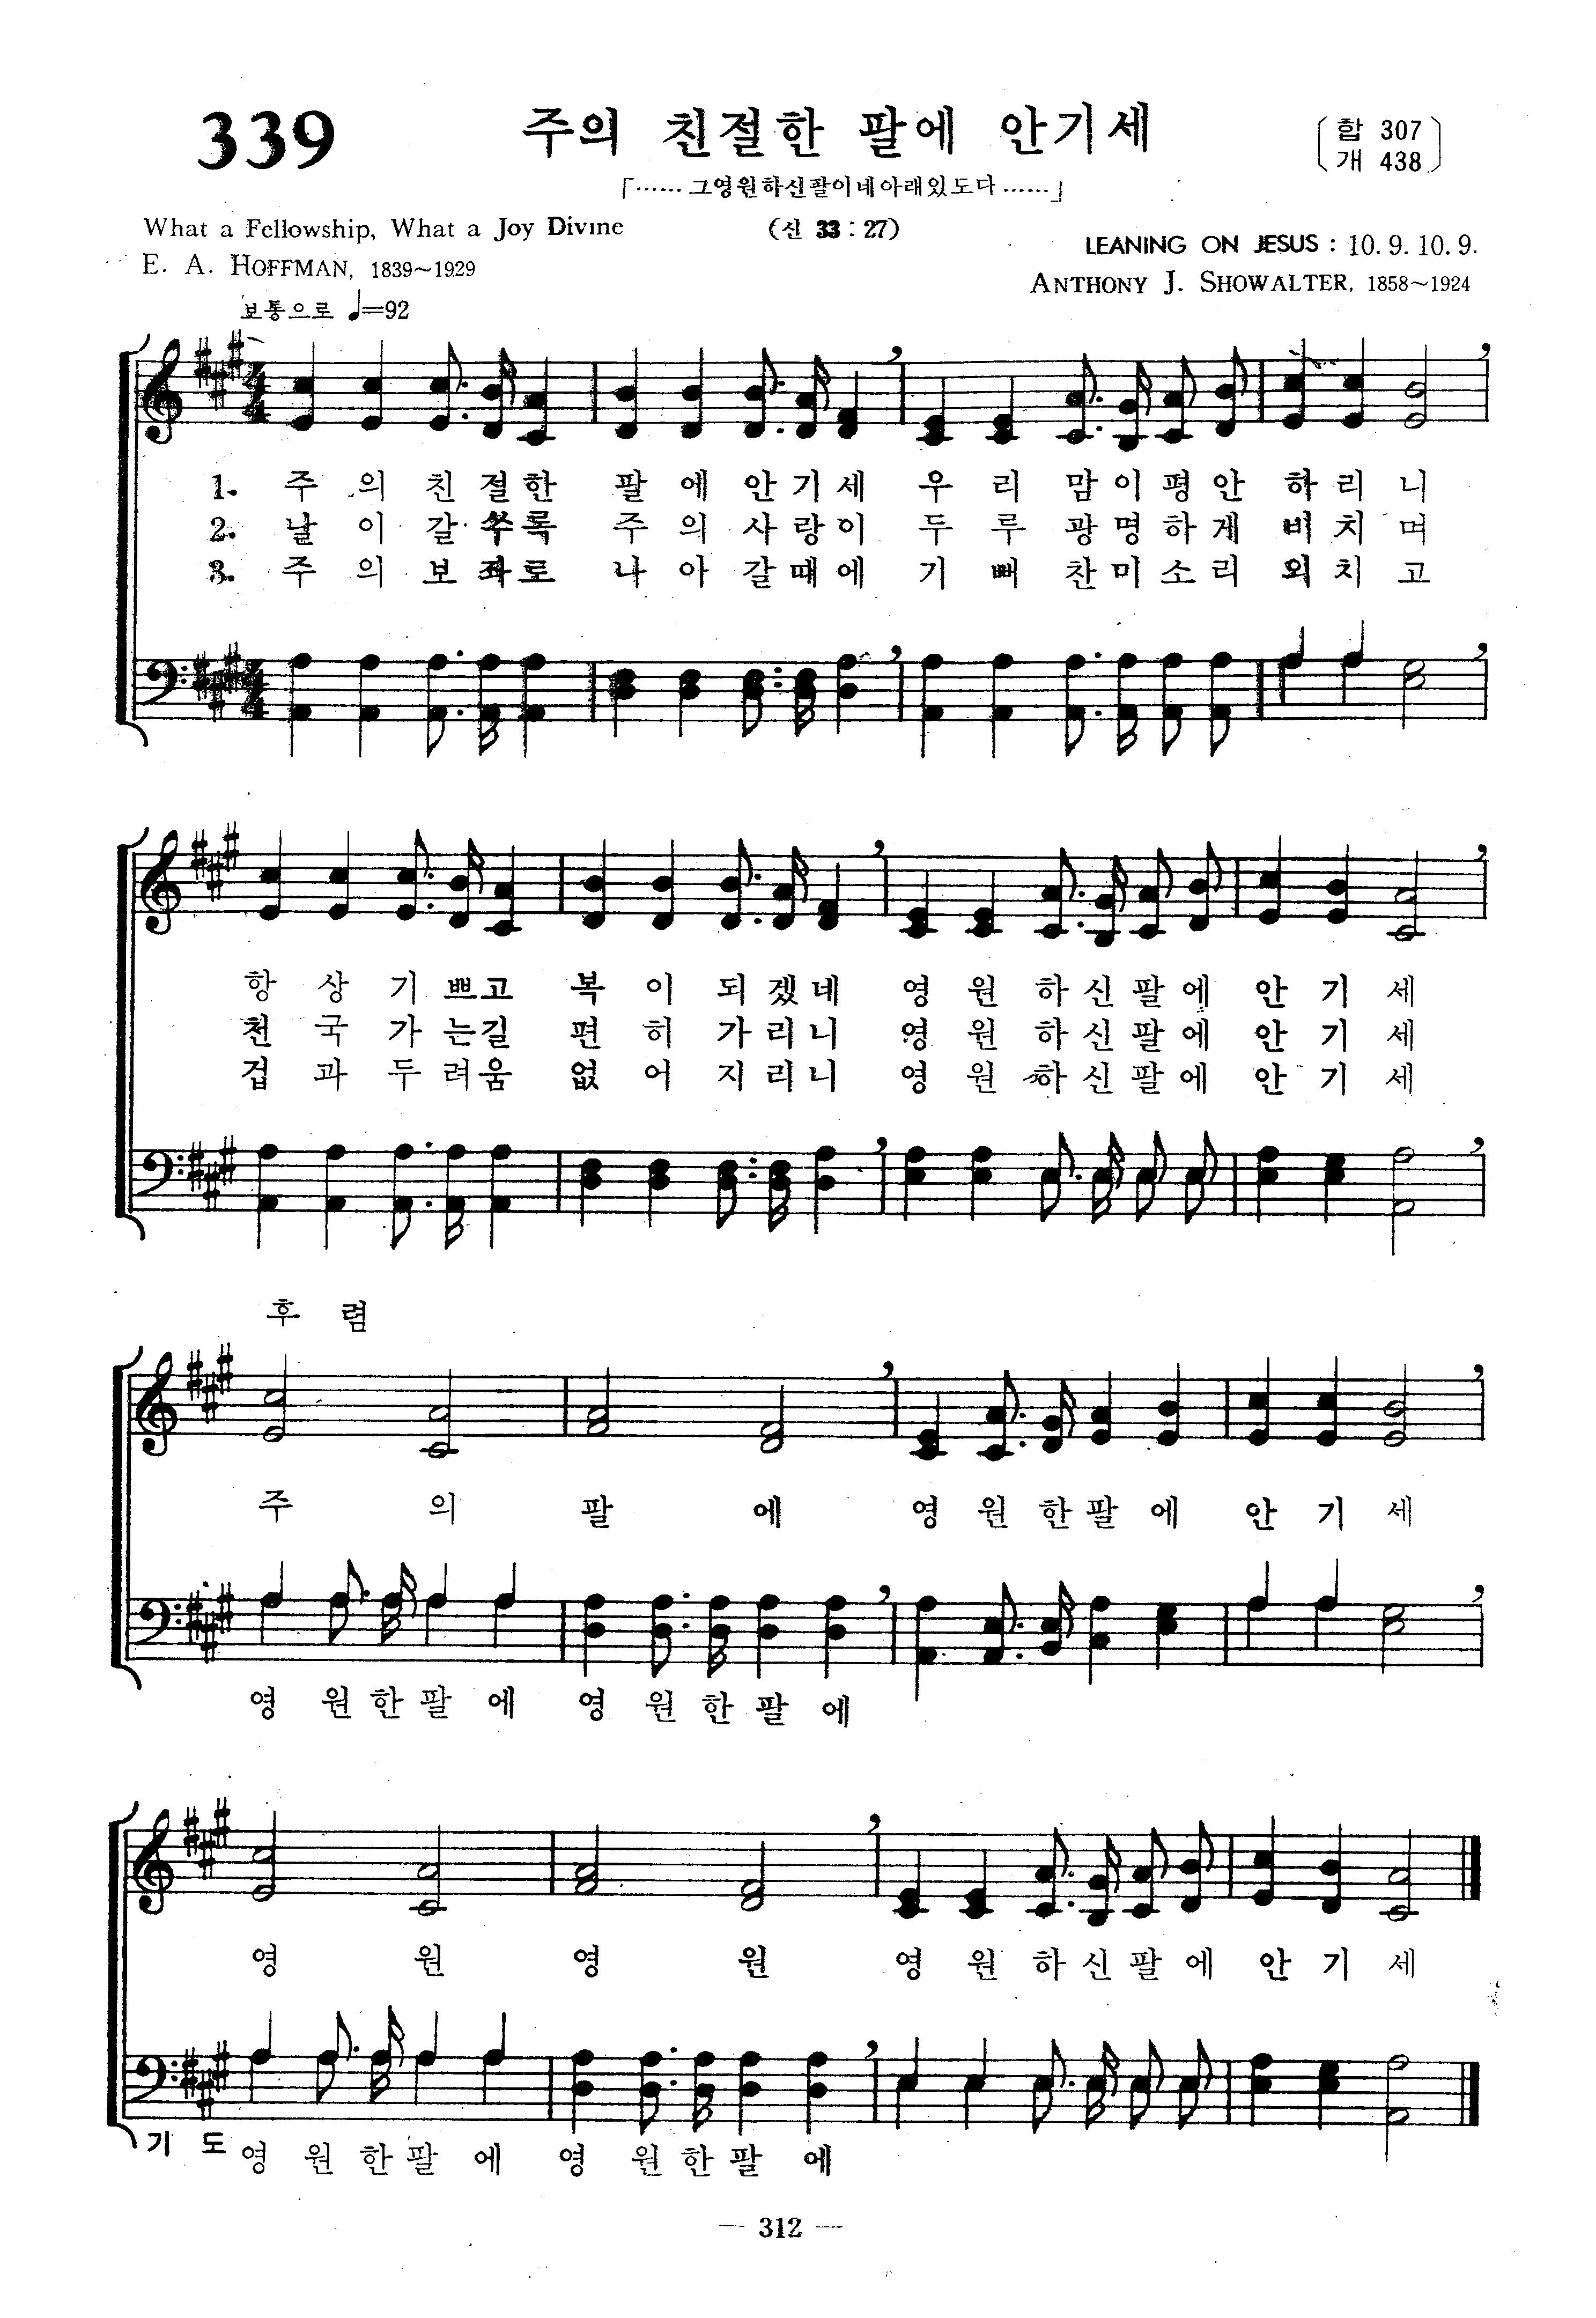 339
주의 친절한 팔에 안기세
합 307
개 438
「⋯⋯그영원하신팔이네아래있도다⋯⋯」
What a Fellowship, What a Joy Divine
(신 33 : 27)
E. A. HOFFMAN, 1839~1929
LEANING ON JESUS : 10. 9. 10. 9.
ANTHONY J. SHOWALTER, 1858~1924
보통으로 ♩=92
1. 주 의 친 절한 팔 에 안 기 세 우 리 맘 이 평 안 하 리 니
2. 날 이 갈 수록 주 의 사 랑 이 두 루 광 명 하 게 비 치 며
3. 주 의 보 좌로 나 아 갈 때 에 기 뻐 찬 미 소 리 외 치 고
항 상 기 쁘고 복 이 되 겠 네 영 원 하 신 팔 에 안 기 세
천 국 가 는길 편 히 가 리 니 영 원 하 신 팔 에 안 기 세
겁 과 두 려움 없 어 지 리 니 영 원 하 신 팔 에 안 기 세
후 렴
주 의 팔 에 영 원 한 팔 에 안 기 세
영 원 한 팔 에 영 원 한 팔 에
영 원 영 원 영 원 하 신 팔 에 안 기 세
기 도 영 원 한 팔 에 영 원 한 팔 에
— 312 —